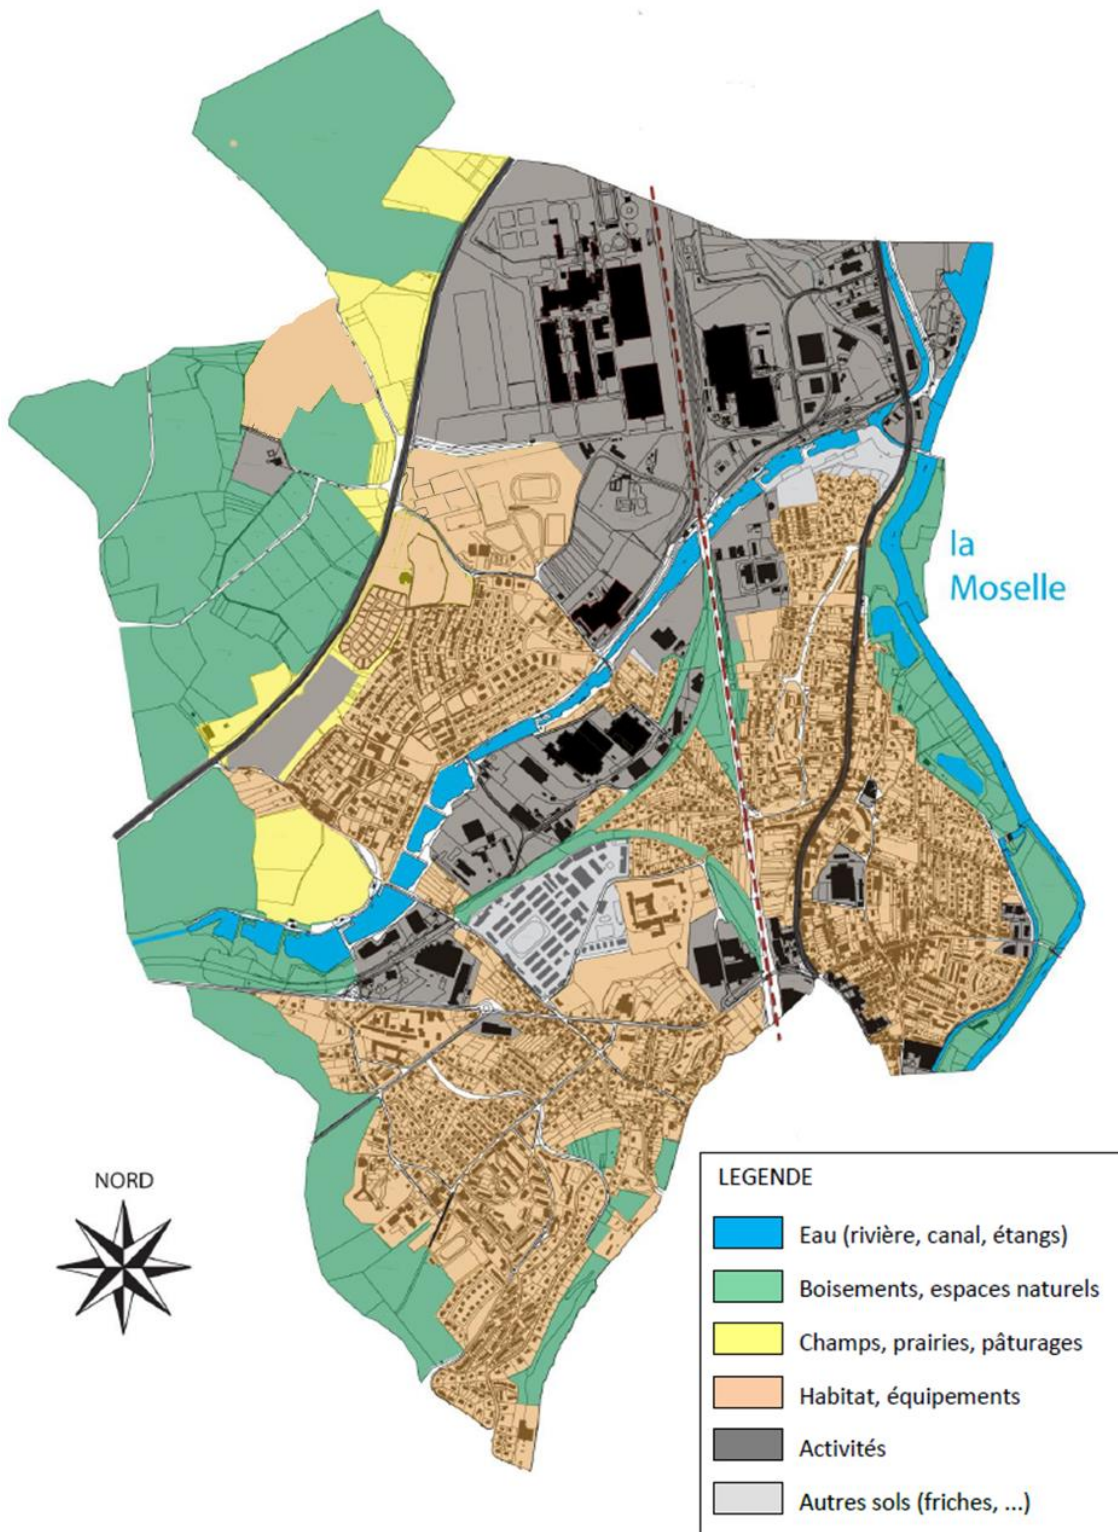 la
Moselle
NORD
LEGENDE
Eau (rivière, canal, étangs)
Boisements, espaces naturels
Champs, prairies, pâturages
Habitat, équipements
Activités
Autres sols (friches, ...)